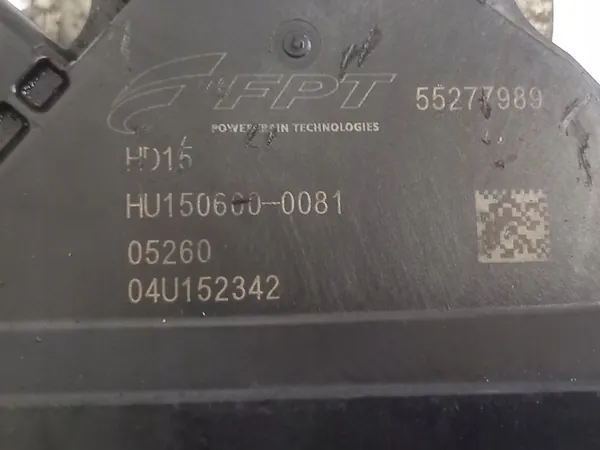 FPT 55277989
POWERTRAIN TECHNOLOGIES
HD15
HU150600-0081
05260
04U152342